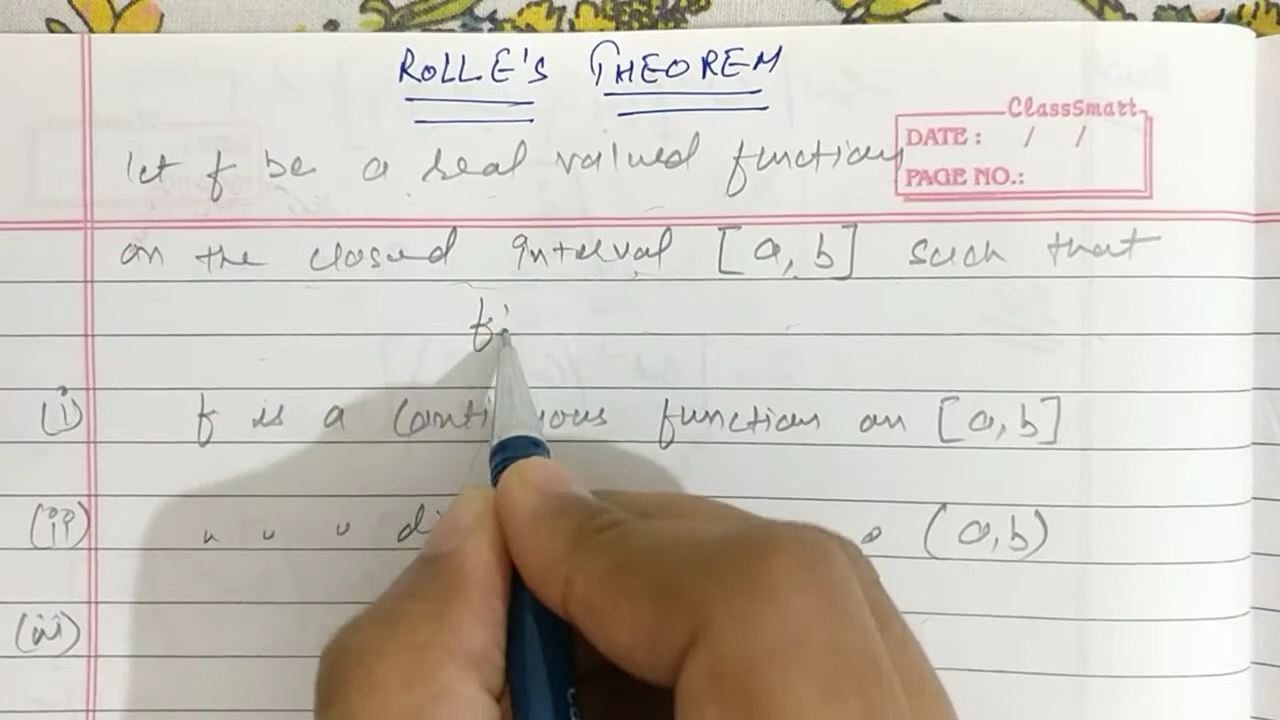 ROLLE'S THEOREM
ClassSmart
DATE: / /
PAGE NO.:
let f be a real valued function
on the closed interval [a, b] such that
f
(i) f is a continuous function on [a, b]
(ii) " " " (a, b)
(iii)